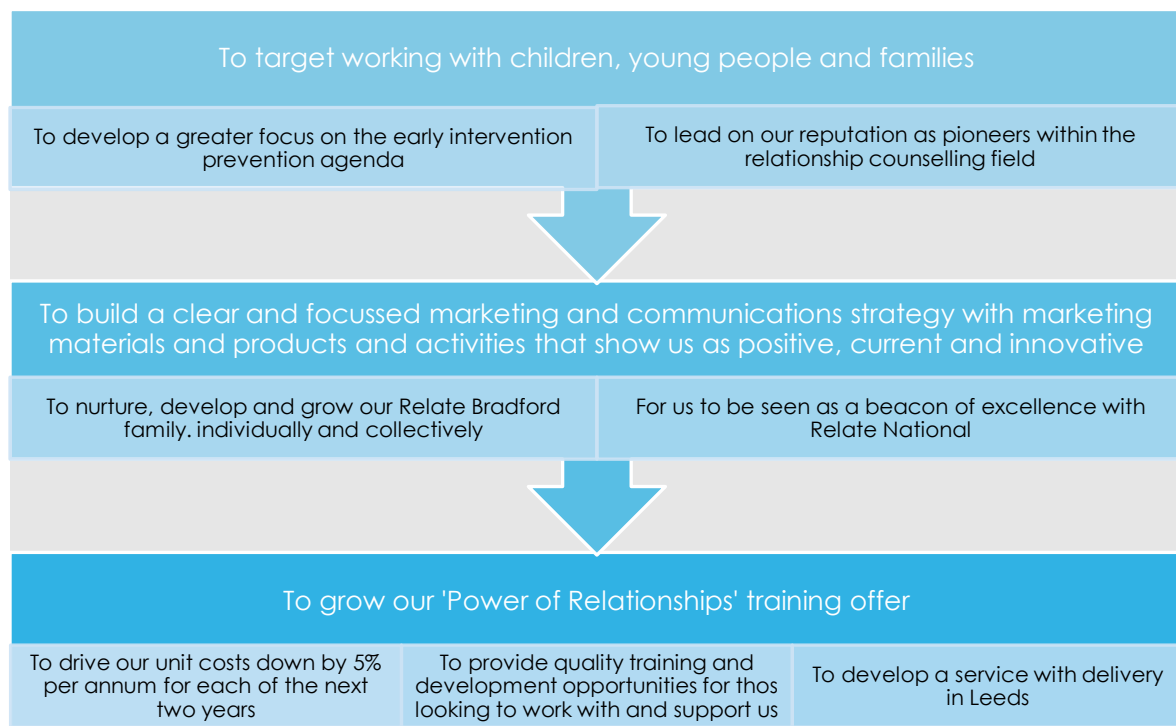 To target working with children, young people and families
To develop a greater focus on the early intervention
prevention agenda
To lead on our reputation as pioneers within the
relationship counselling field
To build a clear and focussed marketing and communications strategy with marketing
materials and products and activities that show us as positive, current and innovative
To nurture, develop and grow our Relate Bradford
family. individually and collectively
For us to be seen as a beacon of excellence with
Relate National
To grow our 'Power of Relationships' training offer
To drive our unit costs down by 5%
per annum for each of the next
two years
To provide quality training and
development opportunities for thos
looking to work with and support us
To develop a service with delivery
in Leeds